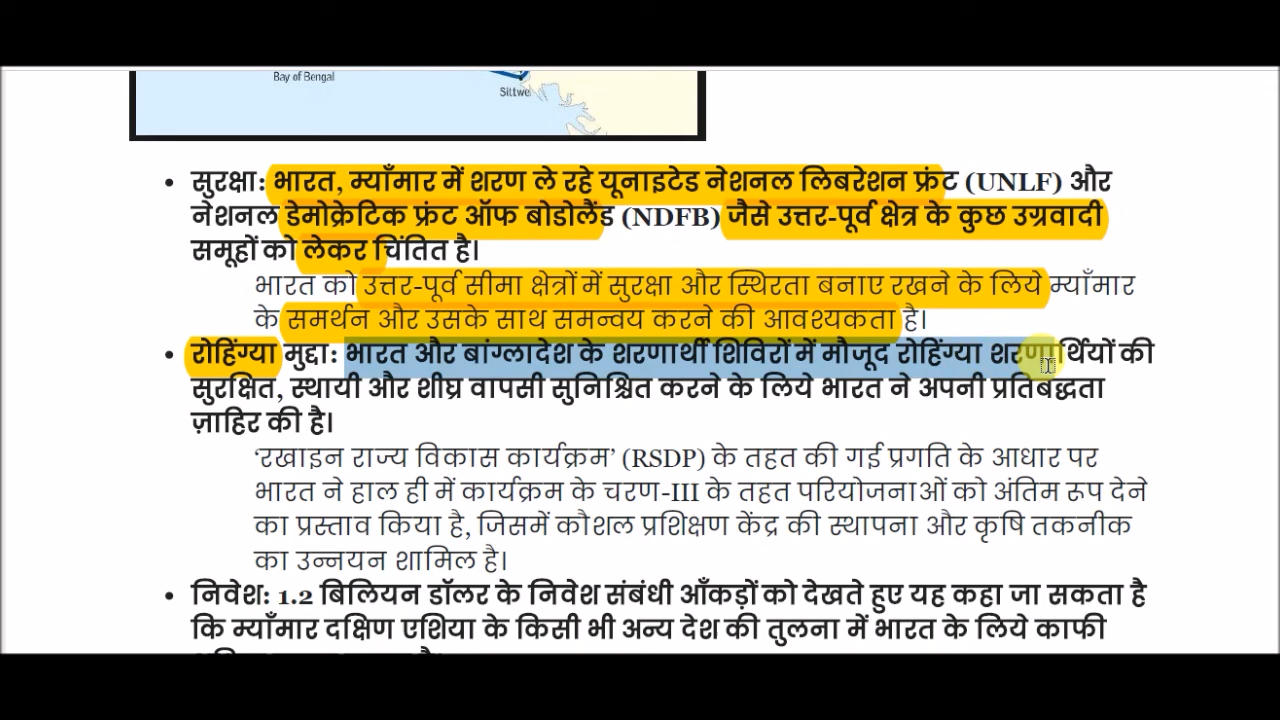 Bay of Bengal
Sittwe
• सुरक्षा: भारत, म्याँमार में शरण ले रहे यूनाइटेड नेशनल लिबरेशन फ्रंट (UNLF) और
नेशनल डेमोक्रेटिक फ्रंट ऑफ बोडोलैंड (NDFB) जैसे उत्तर-पूर्व क्षेत्र के कुछ उग्रवादी
समूहों को लेकर चिंतित है।
भारत को उत्तर-पूर्व सीमा क्षेत्रों में सुरक्षा और स्थिरता बनाए रखने के लिये म्याँमार
के समर्थन और उसके साथ समन्वय करने की आवश्यकता है।
• रोहिंग्या मुद्दा: भारत और बांग्लादेश के शरणार्थी शिविरों में मौजूद रोहिंग्या शरणार्थियों की
सुरक्षित, स्थायी और शीघ्र वापसी सुनिश्चित करने के लिये भारत ने अपनी प्रतिबद्धता
ज़ाहिर की है।
‘रखाइन राज्य विकास कार्यक्रम’ (RSDP) के तहत की गई प्रगति के आधार पर
भारत ने हाल ही में कार्यक्रम के चरण-III के तहत परियोजनाओं को अंतिम रूप देने
का प्रस्ताव किया है, जिसमें कौशल प्रशिक्षण केंद्र की स्थापना और कृषि तकनीक
का उन्नयन शामिल है।
• निवेश: 1.2 बिलियन डॉलर के निवेश संबंधी आँकड़ों को देखते हुए यह कहा जा सकता है
कि म्याँमार दक्षिण एशिया के किसी भी अन्य देश की तुलना में भारत के लिये काफी